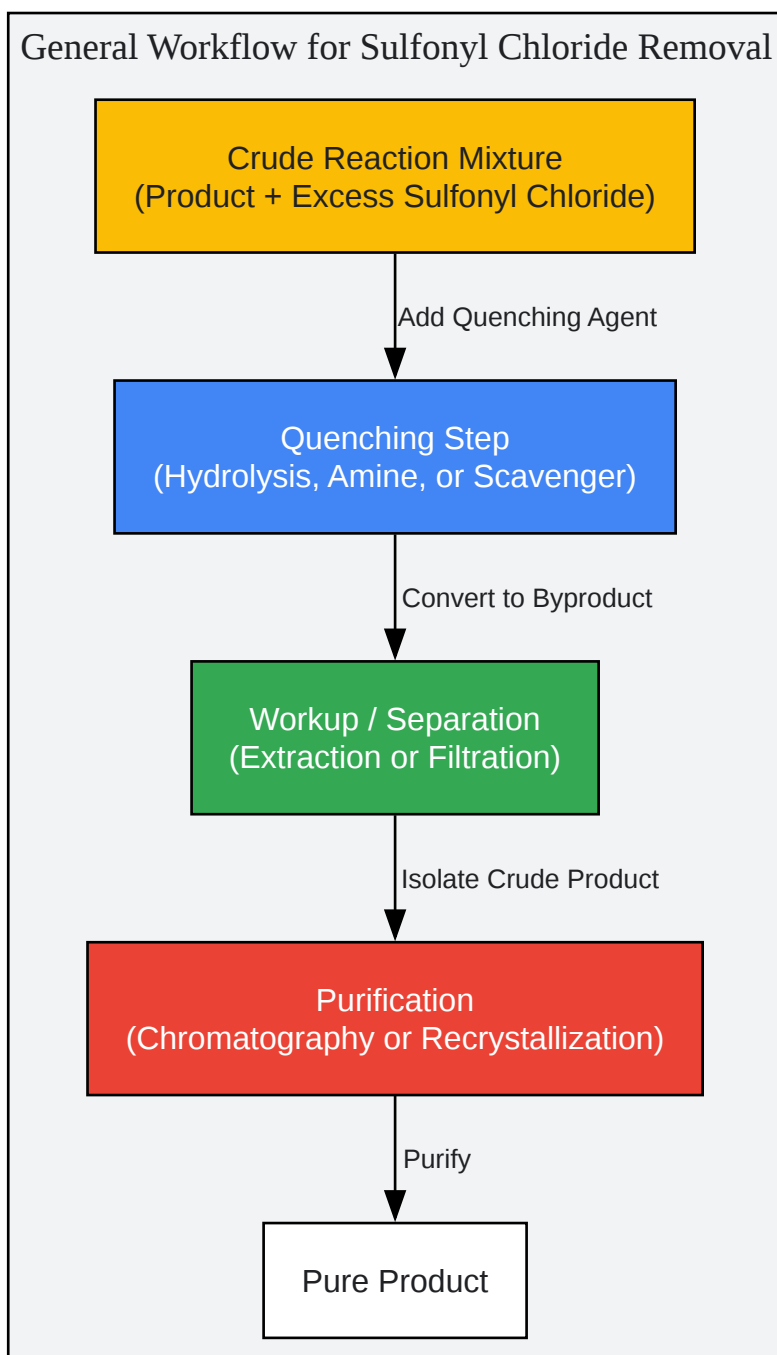 General Workflow for Sulfonyl Chloride Removal
Crude Reaction Mixture
(Product + Excess Sulfonyl Chloride)
Add Quenching Agent
Quenching Step
(Hydrolysis, Amine, or Scavenger)
Convert to Byproduct
Workup / Separation
(Extraction or Filtration)
Isolate Crude Product
Purification
(Chromatography or Recrystallization)
Purify
Pure Product